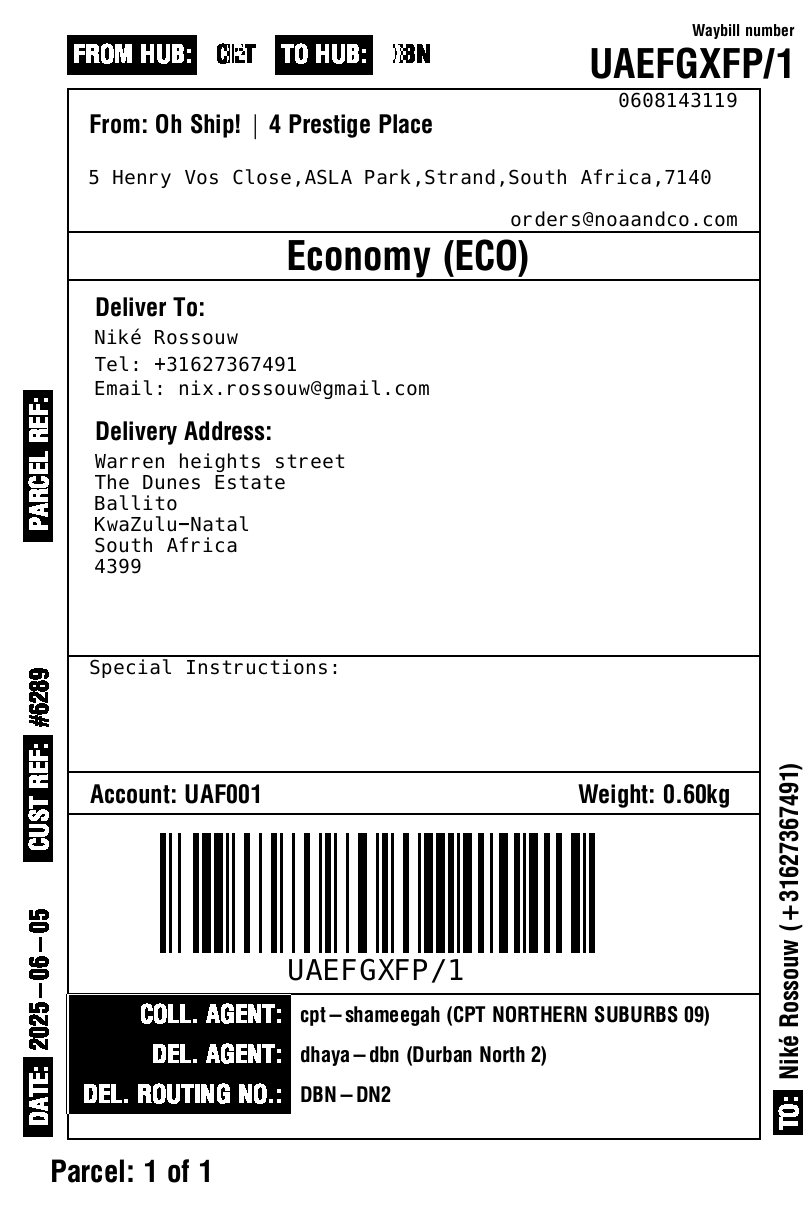 Waybill number
FROM HUB: TO HUB:
UAEFGXFP/1
0608143119
From: Oh Ship! | 4 Prestige Place
5 Henry Vos Close,ASLA Park,Strand,South Africa,7140
orders@noaandco.com
Economy (ECO)
Deliver To:
Niké Rossouw
Tel: +31627367491
Email: nix.rossouw@gmail.com
Delivery Address:
Warren heights street
The Dunes Estate
Ballito
KwaZulu-Natal
South Africa
4399
Special Instructions:
Account: UAF001 Weight: 0.60kg
UAEFGXFP/1
COLL. AGENT: cpt-shameegah (CPT NORTHERN SUBURBS 09)
DEL. AGENT: dhaya-dbn (Durban North 2)
DEL. ROUTING NO.: DBN-DN2
Parcel: 1 of 1
PARCEL REF:
CUST REF: #6289
DATE: 2025-06-05
TO: Niké Rossouw (+31627367491)